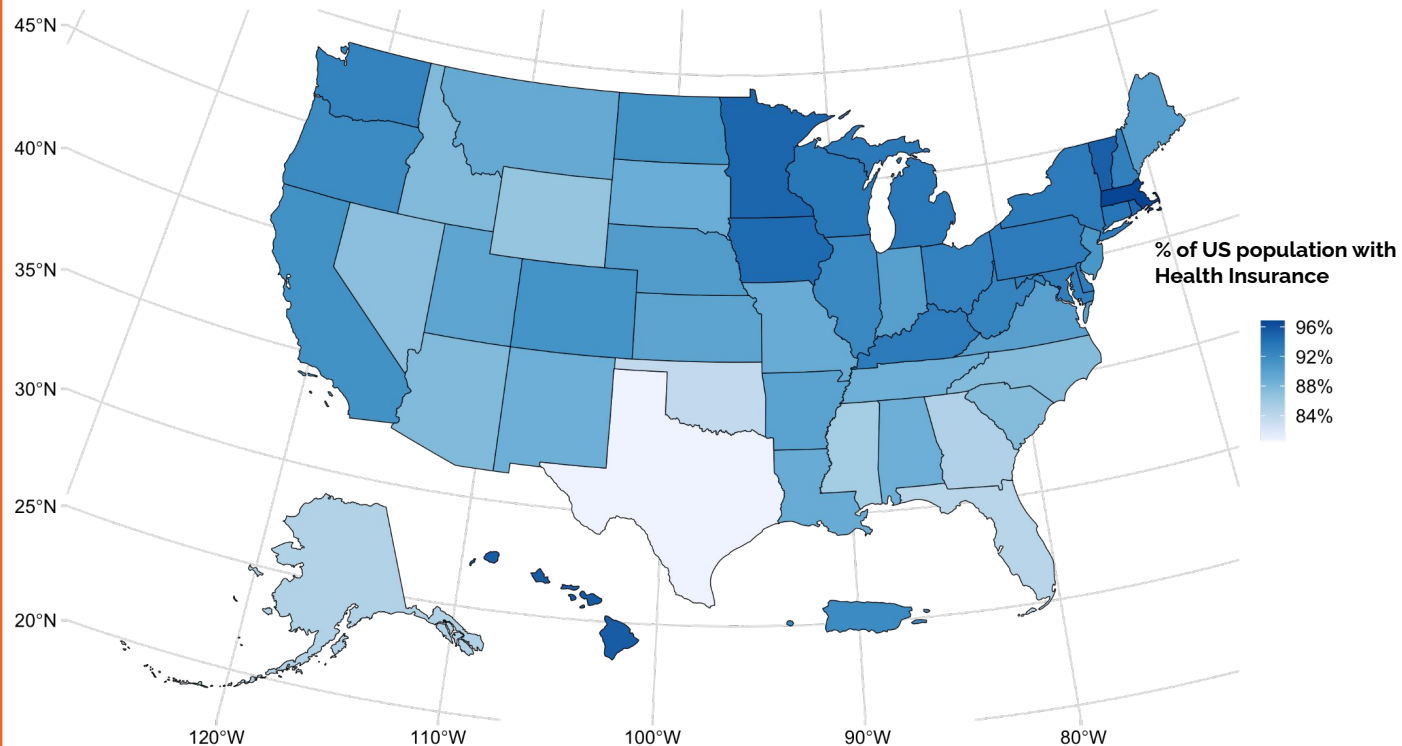 45°N
40°N
35°N
30°N
25°N
20°N
120°W
110°W
100°W
90°W
80°W
% of US population with
Health Insurance
96%
92%
88%
84%